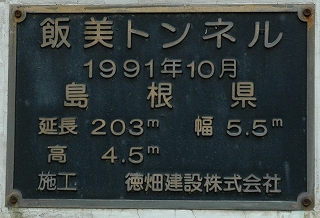 飯美トンネル
1991年10月
島根県
延長 203m 幅 5.5m
高 4.5m
施工 徳畑建設株式会社